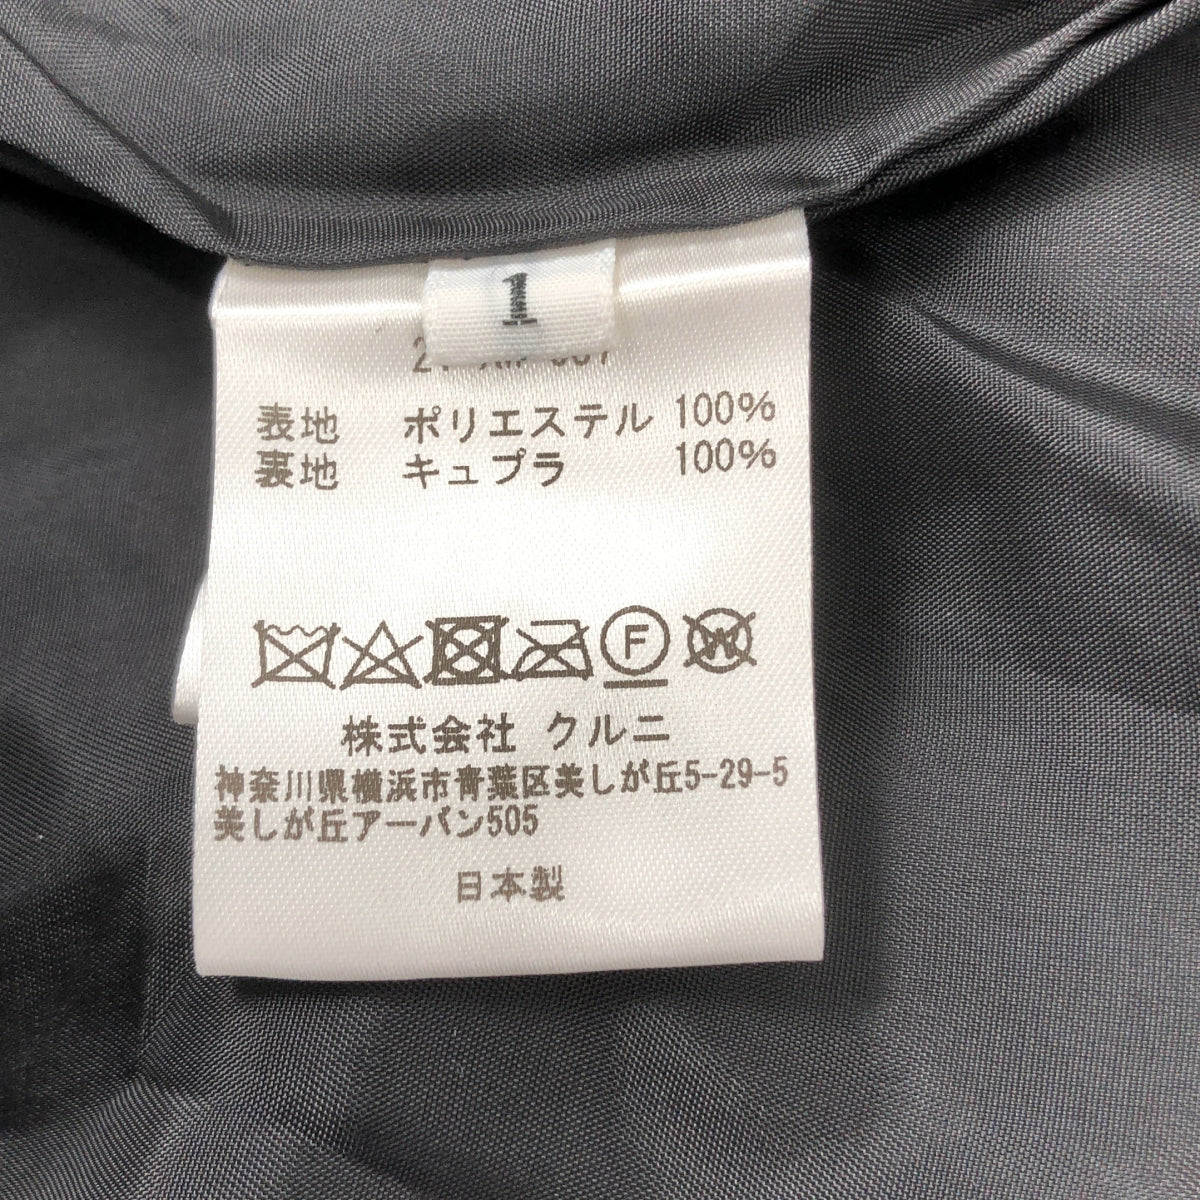 1
表地 ポリエステル 100%
裏地 キュプラ 100%
F W
株式会社 クルニ
神奈川県横浜市青葉区美しが丘5-29-5
美しが丘アーバン505
日本製